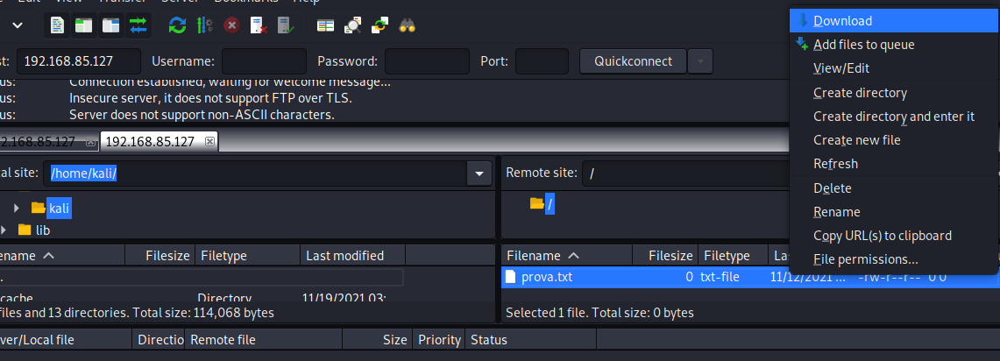 Edit View Transfer Server Bookmarks Help
st: 192.168.85.127 Username: Password: Port: Quickconnect
tus: Connection established, waiting for welcome message...
tus: Insecure server, it does not support FTP over TLS.
tus: Server does not support non-ASCII characters.
2.168.85.127 192.168.85.127
cal site: /home/kali/ Remote site: /
kali /
lib
ename Filesize Filetype Last modified Filename Filesize Filetype Las
.. prova.txt 0 txt-file 11/12/2021 ... -rw-r--r-- 0 0
cache Directory 11/19/2021 03:
files and 13 directories. Total size: 114,068 bytes Selected 1 file. Total size: 0 bytes
ver/Local file Directio Remote file Size Priority Status
Download
Add files to queue
View/Edit
Create directory
Create directory and enter it
Create new file
Refresh
Delete
Rename
Copy URL(s) to clipboard
File permissions...